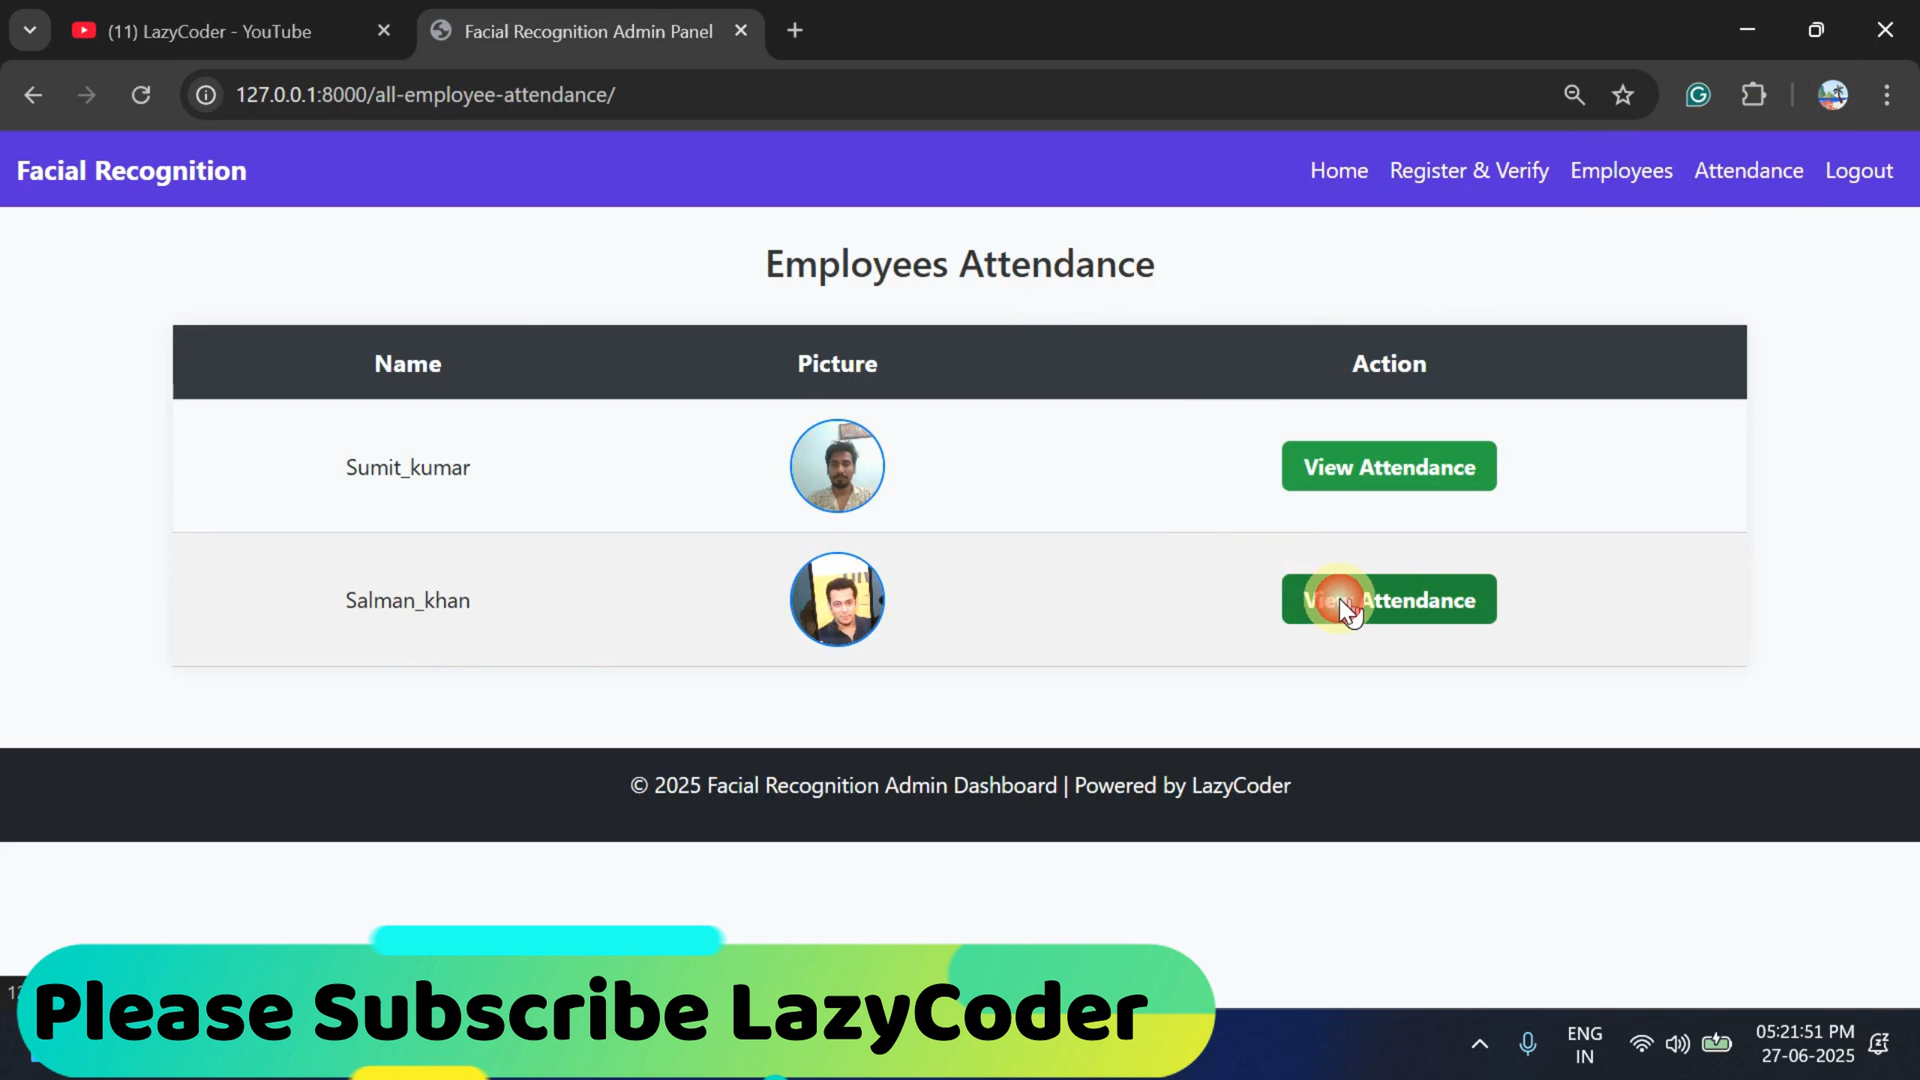 (11) LazyCoder - YouTube
Facial Recognition Admin Panel
127.0.0.1:8000/all-employee-attendance/
Facial Recognition
Home Register & Verify Employees Attendance Logout
Employees Attendance
Name Picture Action
Sumit_kumar View Attendance
Salman_khan View Attendance
© 2025 Facial Recognition Admin Dashboard | Powered by LazyCoder
Please Subscribe LazyCoder
ENG
IN
05:21:51 PM
27-06-2025